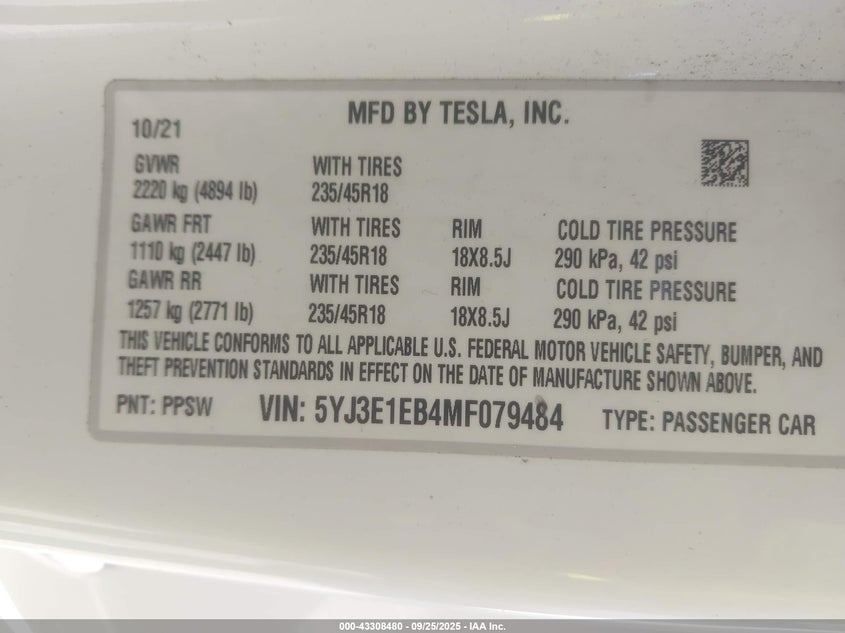 MFD BY TESLA, INC.
10/21
GVWR WITH TIRES
2220 kg (4894 lb) 235/45R18
GAWR FRT WITH TIRES RIM COLD TIRE PRESSURE
1110 kg (2447 lb) 235/45R18 18X8.5J 290 kPa, 42 psi
GAWR RR WITH TIRES RIM COLD TIRE PRESSURE
1257 kg (2771 lb) 235/45R18 18X8.5J 290 kPa, 42 psi
THIS VEHICLE CONFORMS TO ALL APPLICABLE U.S. FEDERAL MOTOR VEHICLE SAFETY, BUMPER, AND
THEFT PREVENTION STANDARDS IN EFFECT ON THE DATE OF MANUFACTURE SHOWN ABOVE.
PNT: PPSW VIN: 5YJ3E1EB4MF079484 TYPE: PASSENGER CAR
000-43308480 - 09/25/2025 - IAA Inc.